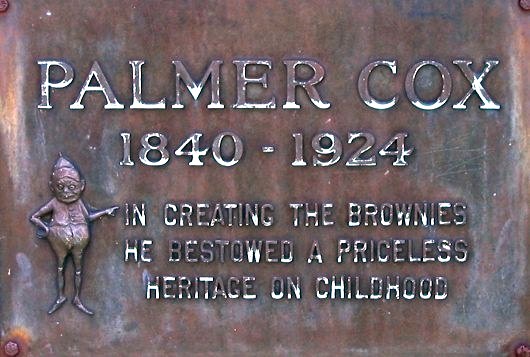 PALMER COX
1840 - 1924
IN CREATING THE BROWNIES
HE BESTOWED A PRICELESS
HERITAGE ON CHILDHOOD